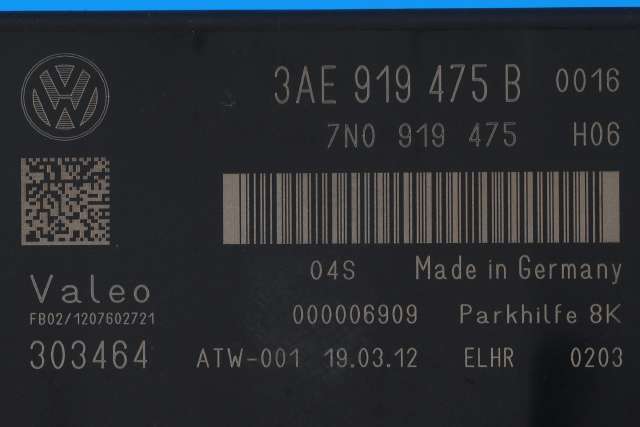 3AE 919 475 B 0016
7N0 919 475 H06
04S Made in Germany
Valeo
FB02/1207602721
000006909 Parkhilfe 8K
303464 ATW-001 19.03.12 ELHR 0203